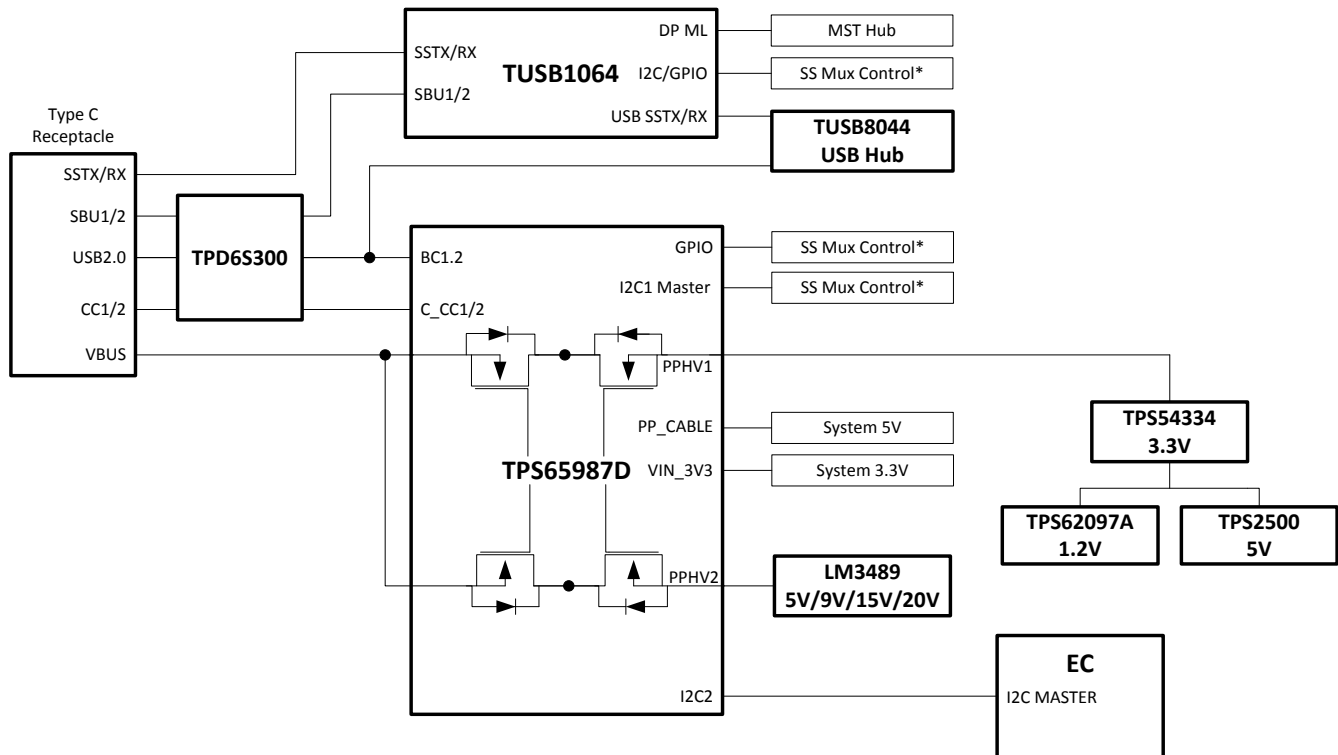 Type C
Receptacle
SSTX/RX
SBU1/2
USB2.0
CC1/2
VBUS
TPD6S300
SSTX/RX
SBU1/2
TUSB1064
DP ML
I2C/GPIO
USB SSTX/RX
MST Hub
SS Mux Control*
TUSB8044
USB Hub
BC1.2
C_CC1/2
GPIO
I2C1 Master
SS Mux Control*
SS Mux Control*
PPHV1
PP_CABLE
VIN_3V3
System 5V
System 3.3V
TPS65987D
PPHV2
I2C2
TPS54334
3.3V
TPS62097A
1.2V
TPS2500
5V
LM3489
5V/9V/15V/20V
EC
I2C MASTER